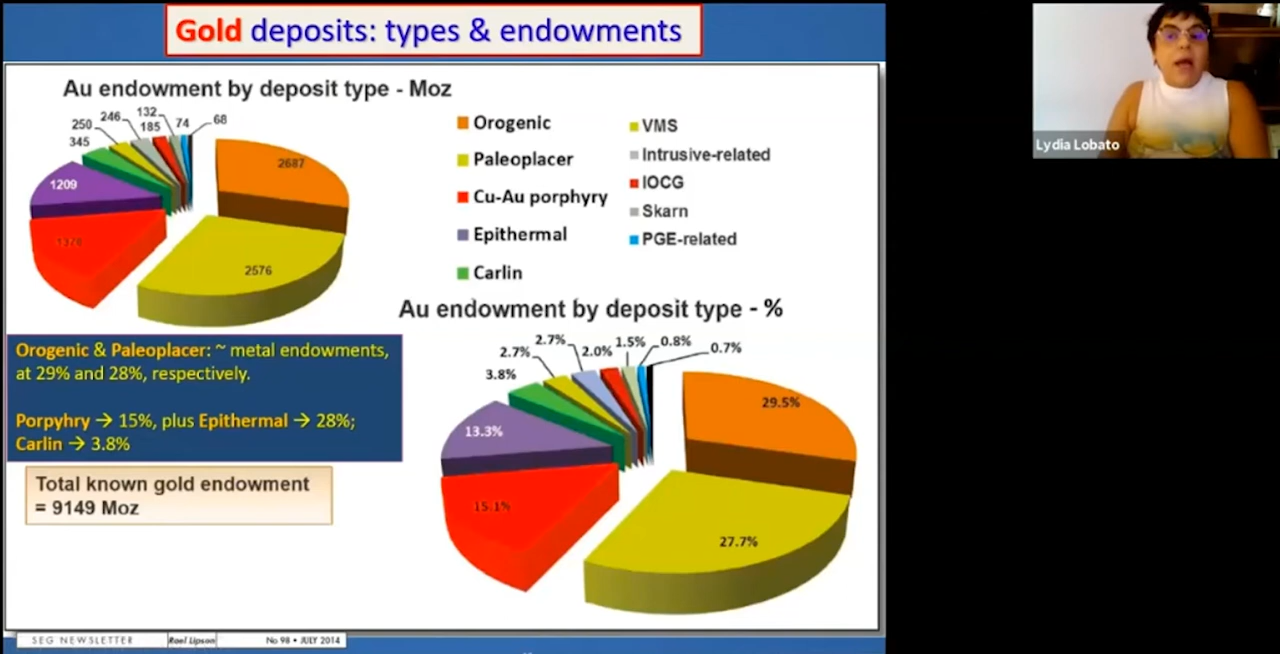 Gold deposits: types & endowments
Au endowment by deposit type - Moz
250
246
132
185
74
68
345
1209
2687
2576
Orogenic
Paleoplacer
Cu-Au porphyry
Epithermal
Carlin
VMS
Intrusive-related
IOCG
Skarn
PGE-related
Lydia Lobato
Au endowment by deposit type - %
2.7%
2.7%
2.0%
1.5%
0.8%
0.7%
3.8%
13.3%
15.1%
29.5%
27.7%
Orogenic & Paleoplacer: ~ metal endowments,
at 29% and 28%, respectively.
Porpyhry → 15%, plus Epithermal → 28%;
Carlin → 3.8%
Total known gold endowment
= 9149 Moz
SEG NEWSLETTER Roel Lipson No 98 • JULY 2014